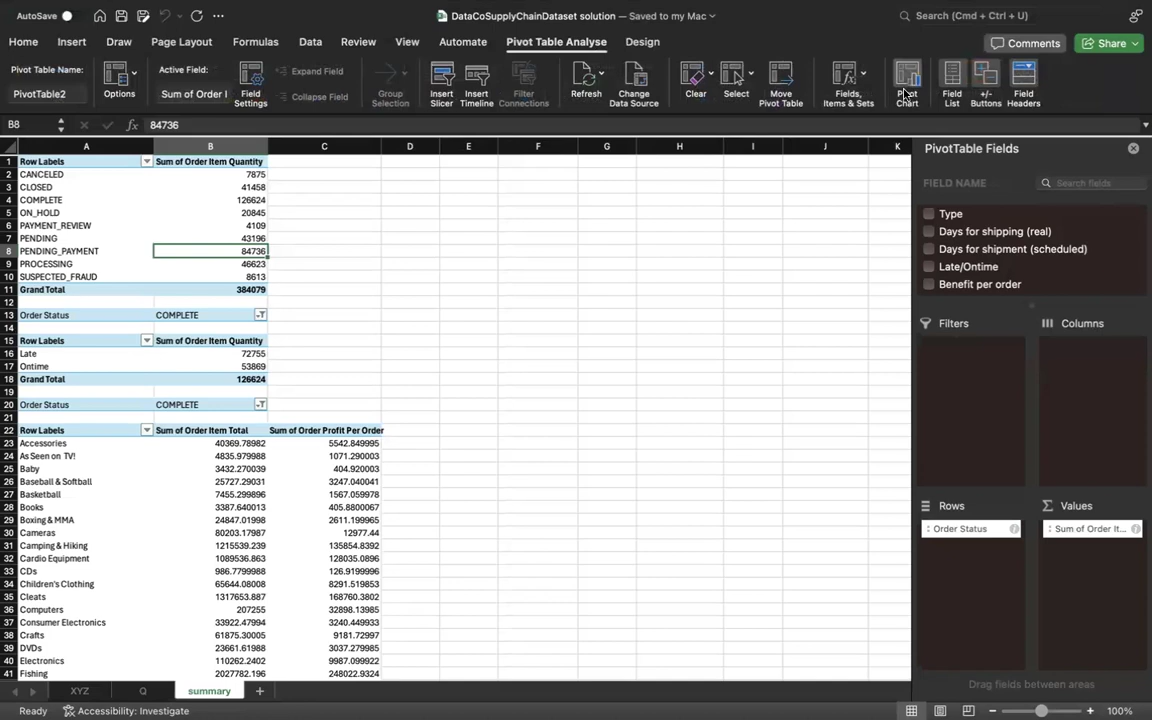 AutoSave
DataCoSupplyChainDataset solution — Saved to my Mac
Search (Cmd + Ctrl + U)
Home Insert Draw Page Layout Formulas Data Review View Automate Pivot Table Analyse Design
Comments Share
Pivot Table Name:
PivotTable2
Options
Active Field:
Sum of Order I
Field Settings
Expand Field
Collapse Field
Group Selection
Insert Slicer
Insert Timeline
Filter Connections
Refresh
Change Data Source
Clear
Select
Move Pivot Table
Fields, Items & Sets
Pivot Chart
Field List
+/- Buttons
Field Headers
B8 fx 84736
A B C D E F G H I J K
1 Row Labels Sum of Order Item Quantity
2 CANCELED 7875
3 CLOSED 41458
4 COMPLETE 126624
5 ON_HOLD 20845
6 PAYMENT_REVIEW 4109
7 PENDING 43196
8 PENDING_PAYMENT 84736
9 PROCESSING 46623
10 SUSPECTED_FRAUD 8613
11 Grand Total 384079
12
13 Order Status COMPLETE
14
15 Row Labels Sum of Order Item Quantity
16 Late 72755
17 Ontime 53869
18 Grand Total 126624
19
20 Order Status COMPLETE
21
22 Row Labels Sum of Order Item Total Sum of Order Profit Per Order
23 Accessories 40369.78982 5542.849995
24 As Seen on TV! 4835.979988 1071.290003
25 Baby 3432.270039 404.920003
26 Baseball & Softball 25727.29031 3247.040041
27 Basketball 7455.299896 1567.059978
28 Books 3387.640013 405.8800067
29 Boxing & MMA 24847.01998 2611.199965
30 Cameras 80203.17987 12977.44
31 Camping & Hiking 1215539.239 135854.8392
32 Cardio Equipment 1089536.863 128035.0896
33 CDs 986.7799988 126.9199996
34 Children's Clothing 65644.08008 8291.519853
35 Cleats 1317653.887 168760.3802
36 Computers 207255 32898.13985
37 Consumer Electronics 33922.47994 3240.449933
38 Crafts 61875.30005 9181.72997
39 DVDs 23661.61988 3037.279985
40 Electronics 110262.2402 9987.099922
41 Fishing 2027782.196 248022.9324
PivotTable Fields
FIELD NAME Search fields
Type
Days for shipping (real)
Days for shipment (scheduled)
Late/Ontime
Benefit per order
Filters Columns
Rows Values
Order Status Sum of Order It...
Drag fields between areas
XYZ Q summary
Ready Accessibility: Investigate
100%